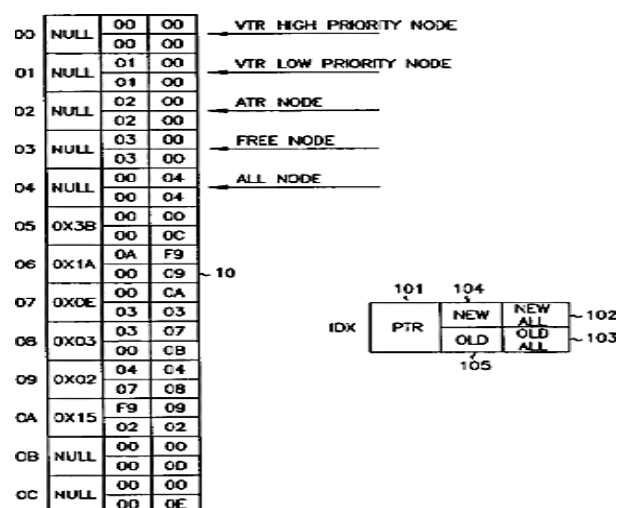 00 00 VTR HIGH PRIORITY NODE
00 NULL
00 00
01 00 VTR LOW PRIORITY NODE
01 NULL
01 00
02 00 ATR NODE
02 NULL
02 00
03 00 FREE NODE
03 NULL
03 00
00 04 ALL NODE
04 NULL
00 04
00 00
05 0X3B
00 0C
0A F9
06 0X1A
00 09
10
00 0A
07 0X0E
03 03
03 07
08 0X03
00 0B
04 04
09 0X02
07 08
F9 09
0A 0X15
02 02
00 00
0B NULL
00 0D
00 00
0C NULL
00 0E
101 104
NEW NEW ALL 102
IDX PTR
OLD OLD ALL 103
105